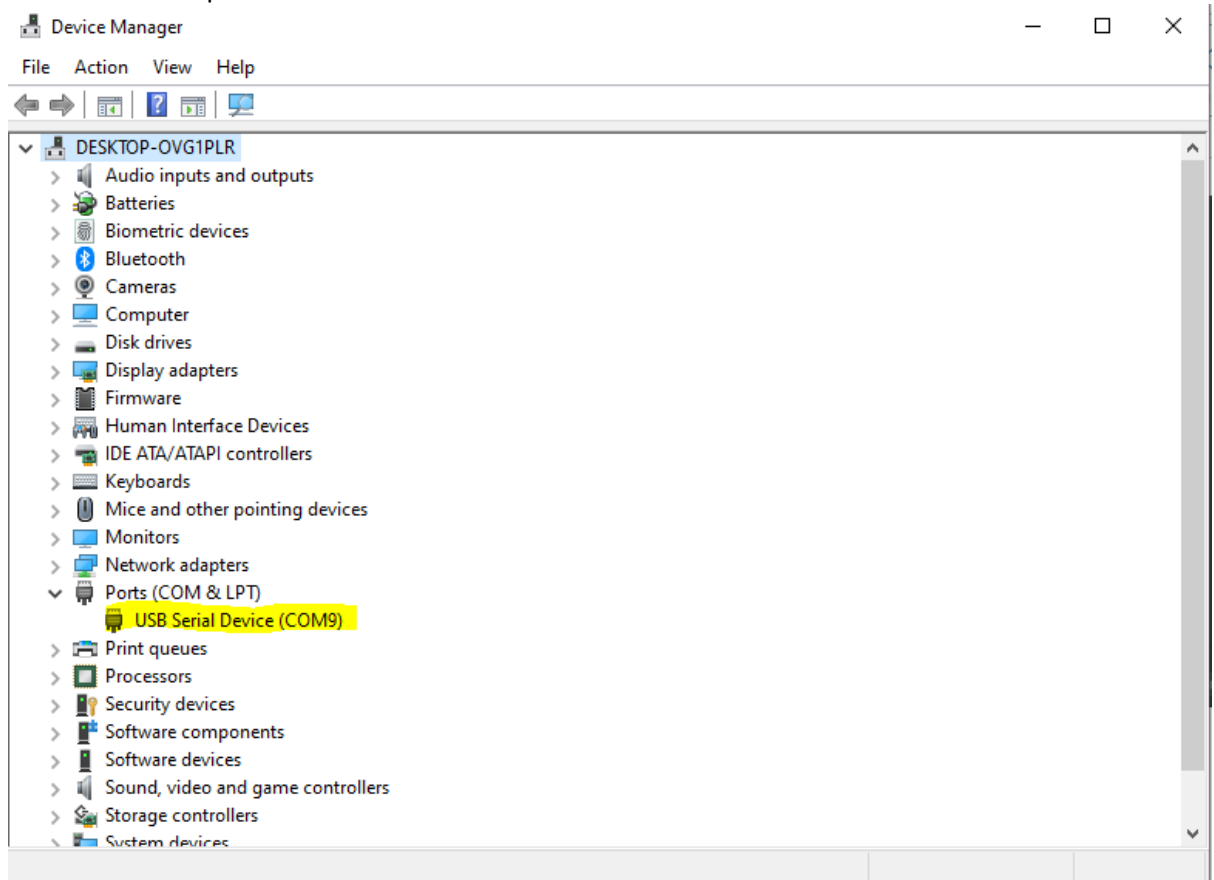 Device Manager
File Action View Help
DESKTOP-OVG1PLR
Audio inputs and outputs
Batteries
Biometric devices
Bluetooth
Cameras
Computer
Disk drives
Display adapters
Firmware
Human Interface Devices
IDE ATA/ATAPI controllers
Keyboards
Mice and other pointing devices
Monitors
Network adapters
Ports (COM & LPT)
USB Serial Device (COM9)
Print queues
Processors
Security devices
Software components
Software devices
Sound, video and game controllers
Storage controllers
System devices